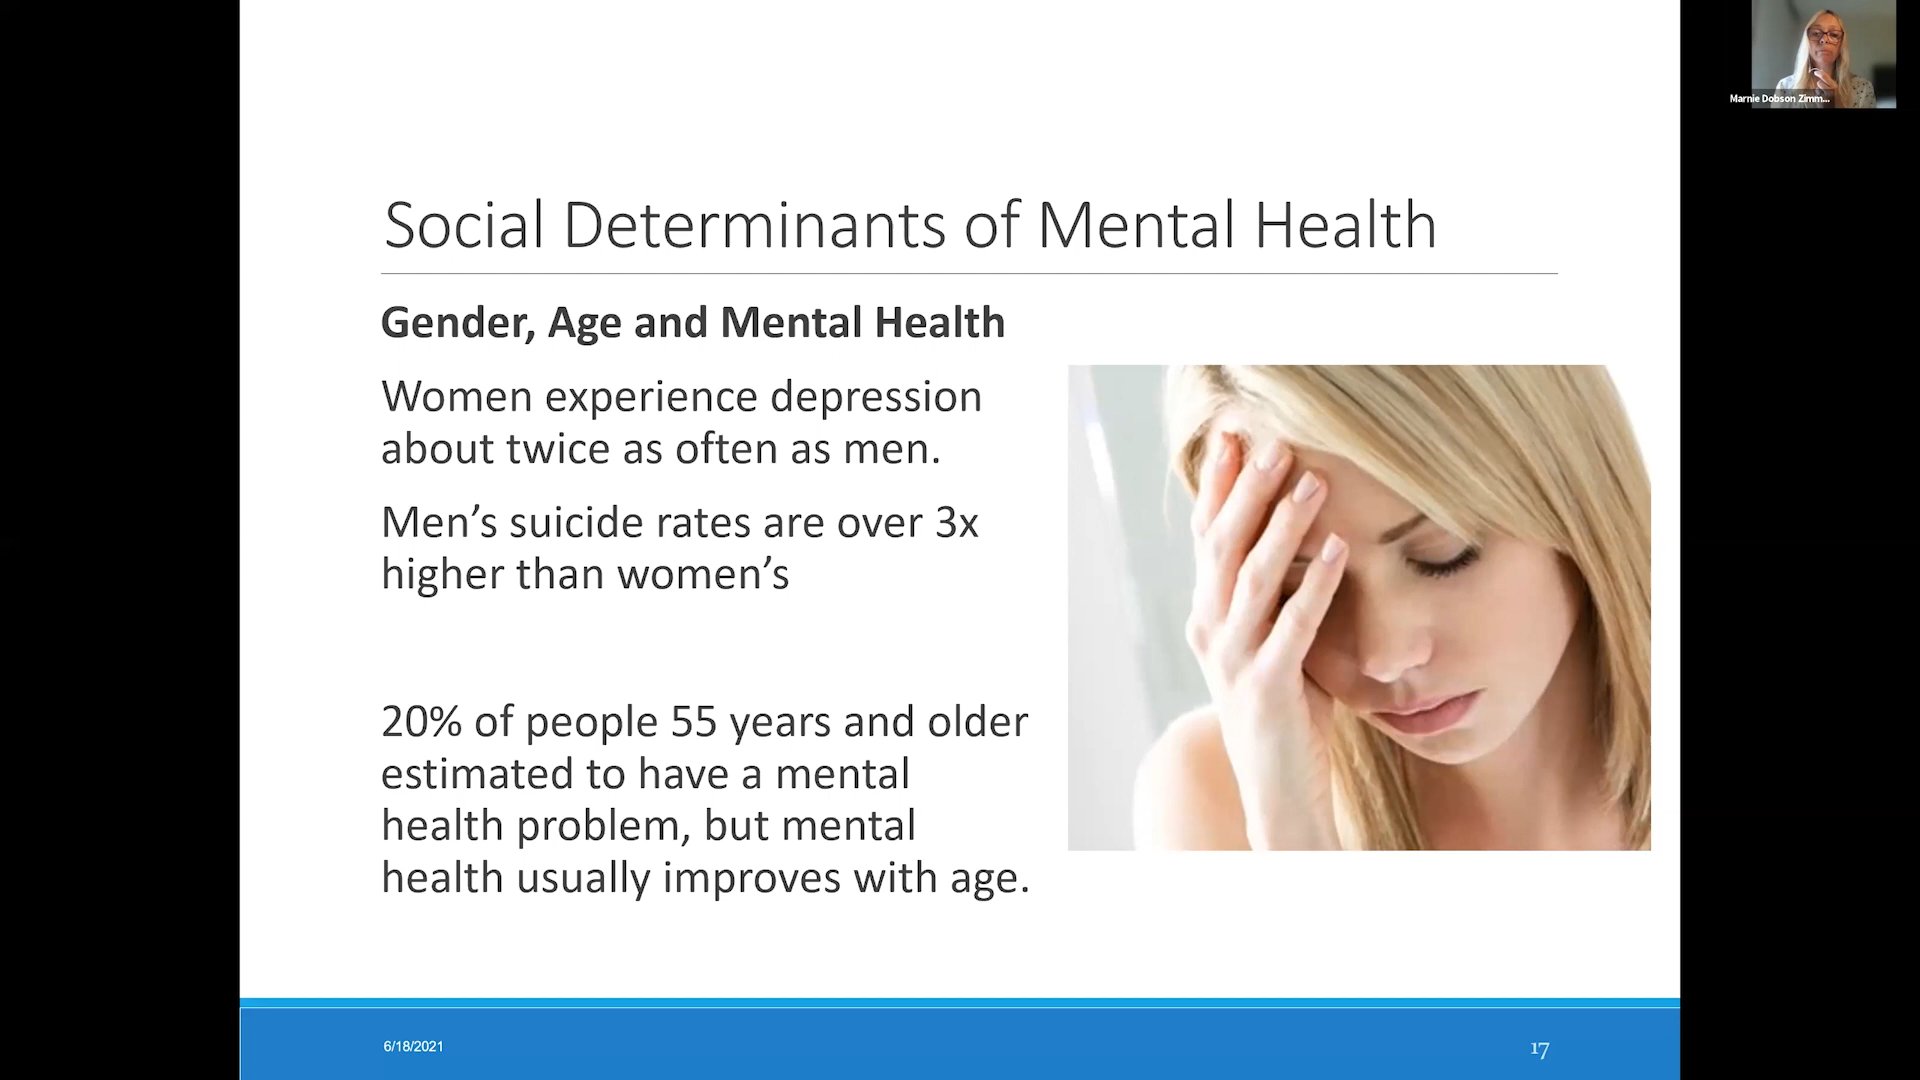 Marnie Dobson Zimm...
Social Determinants of Mental Health
Gender, Age and Mental Health
Women experience depression
about twice as often as men.
Men’s suicide rates are over 3x
higher than women’s
20% of people 55 years and older
estimated to have a mental
health problem, but mental
health usually improves with age.
6/18/2021
17